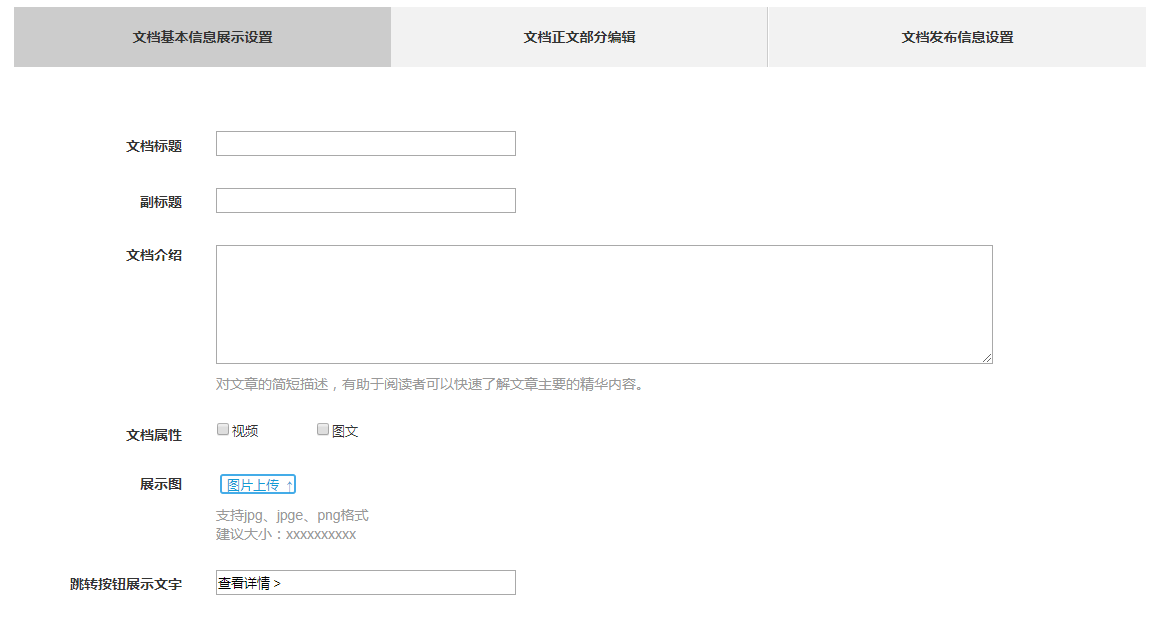 文档基本信息展示设置 文档正文部分编辑 文档发布信息设置
文档标题
副标题
文档介绍
对文章的简短描述，有助于阅读者可以快速了解文章主要的精华内容。
文档属性 视频 图文
展示图 图片上传 ↑
支持jpg、jpge、png格式
建议大小：xxxxxxxxxx
跳转按钮展示文字 查看详情 >